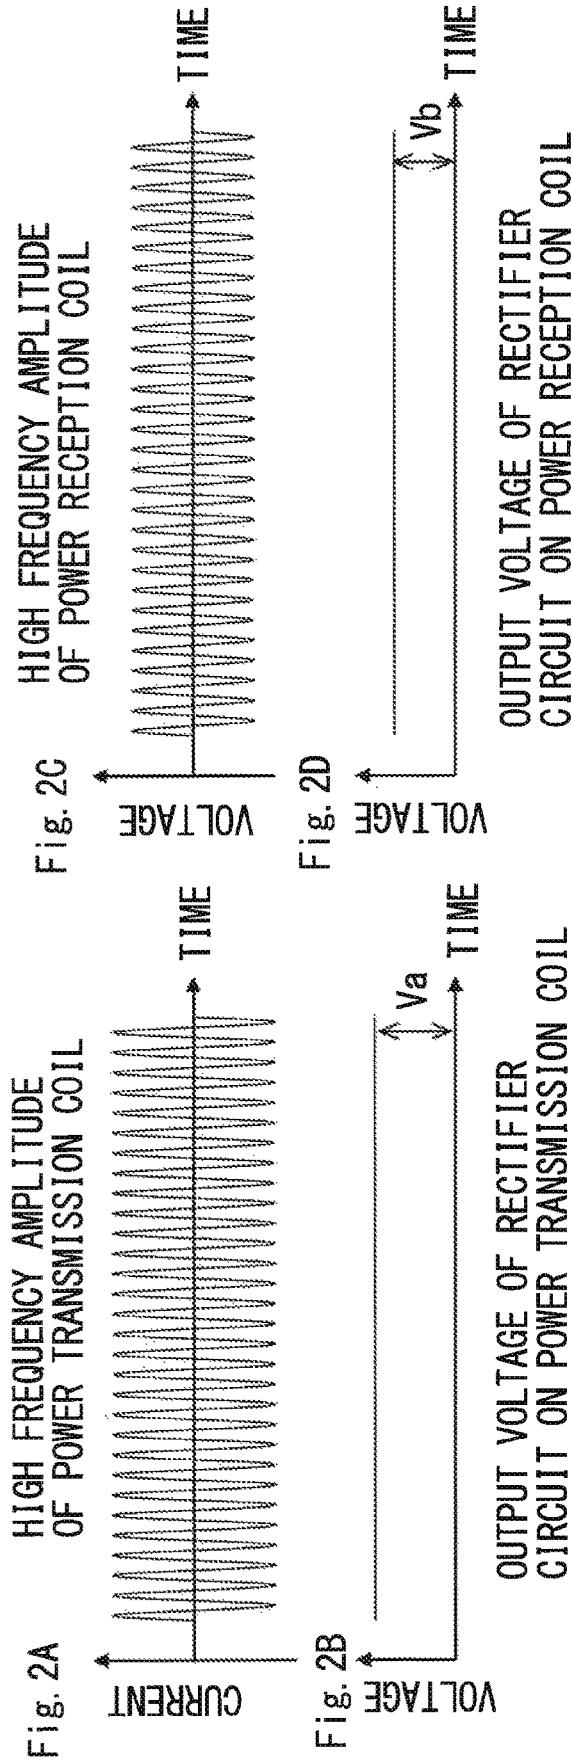 Fig. 2A
HIGH FREQUENCY AMPLITUDE
OF POWER TRANSMISSION COIL
CURRENT
TIME
Fig. 2B
VOLTAGE
Va
TIME
OUTPUT VOLTAGE OF RECTIFIER
CIRCUIT ON POWER TRANSMISSION COIL
Fig. 2C
HIGH FREQUENCY AMPLITUDE
OF POWER RECEPTION COIL
VOLTAGE
TIME
Fig. 2D
VOLTAGE
Vb
TIME
OUTPUT VOLTAGE OF RECTIFIER
CIRCUIT ON POWER RECEPTION COIL